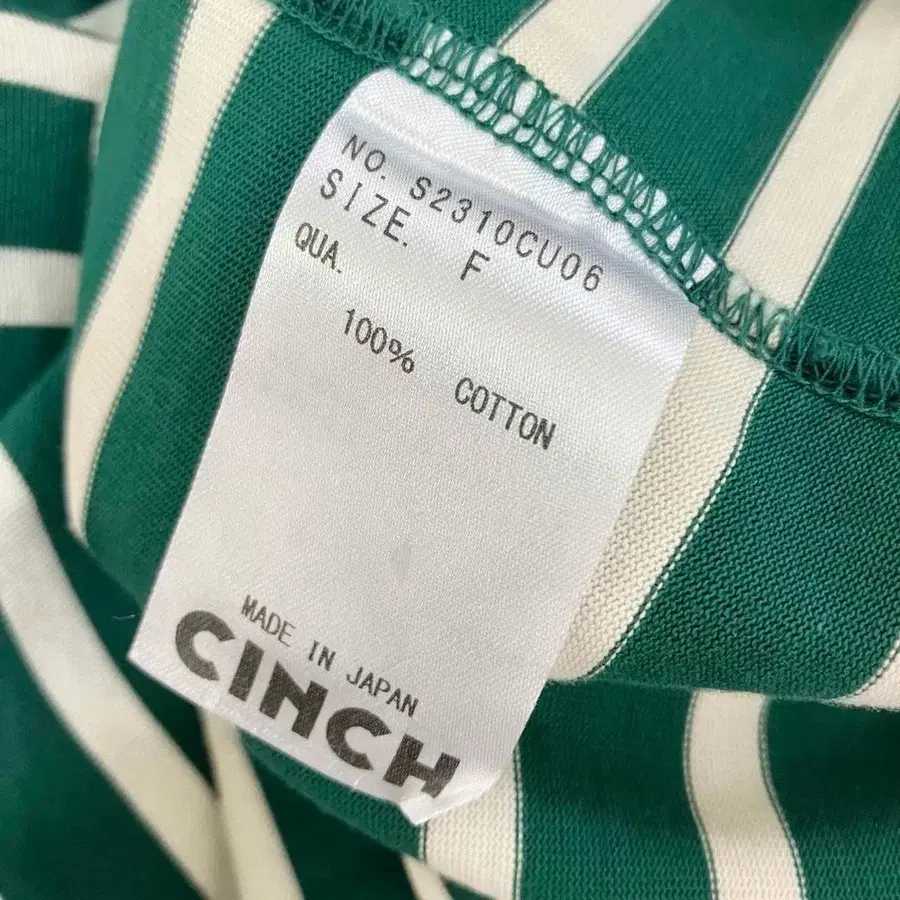 NO. S2310CU06
SIZE. F
QUA.
100% COTTON
MADE IN JAPAN
CINCH